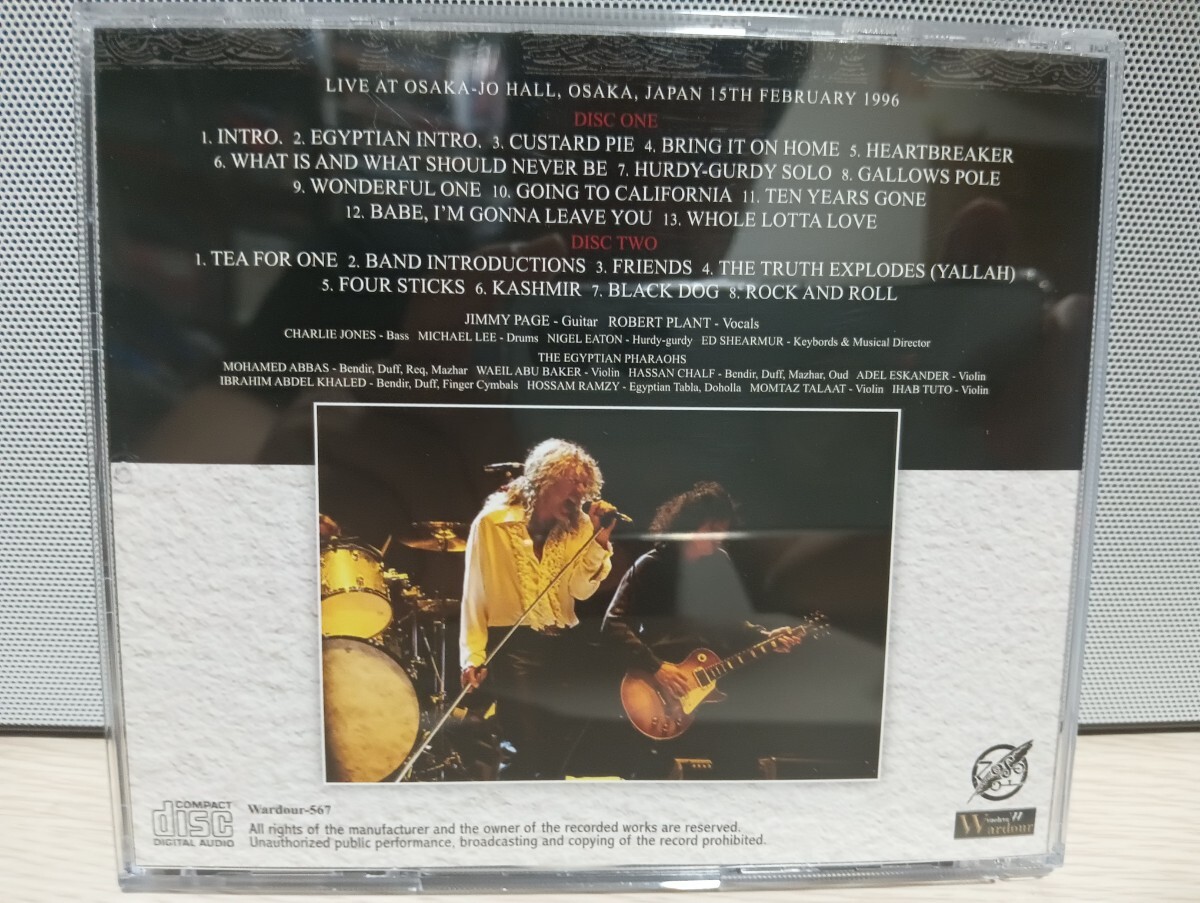 LIVE AT OSAKA-JO HALL, OSAKA, JAPAN 15TH FEBRUARY 1996
DISC ONE
1. INTRO. 2. EGYPTIAN INTRO. 3. CUSTARD PIE 4. BRING IT ON HOME 5. HEARTBREAKER
6. WHAT IS AND WHAT SHOULD NEVER BE 7. HURDY-GURDY SOLO 8. GALLOWS POLE
9. WONDERFUL ONE 10. GOING TO CALIFORNIA 11. TEN YEARS GONE
12. BABE, I'M GONNA LEAVE YOU 13. WHOLE LOTTA LOVE
DISC TWO
1. TEA FOR ONE 2. BAND INTRODUCTIONS 3. FRIENDS 4. THE TRUTH EXPLODES (YALLAH)
5. FOUR STICKS 6. KASHMIR 7. BLACK DOG 8. ROCK AND ROLL
JIMMY PAGE - Guitar ROBERT PLANT - Vocals
CHARLIE JONES - Bass MICHAEL LEE - Drums NIGEL EATON - Hurdy-gurdy ED SHEARMUR - Keybords & Musical Director
THE EGYPTIAN PHARAOHS
MOHAMED ABBAS - Bendir, Duff, Req, Mazhar WAEIL ABU BAKER - Violin HASSAN CHALF - Bendir, Duff, Mazhar, Oud ADEL ESKANDER - Violin
IBRAHIM ABDEL KHALED - Bendir, Duff, Finger Cymbals HOSSAM RAMZY - Egyptian Tabla, Doholla MOMTAZ TALAAT - Violin IHAB TUTO - Violin
COMPACT
disc
DIGITAL AUDIO
Wardour-567
All rights of the manufacturer and the owner of the recorded works are reserved.
Unauthorized public performance, broadcasting and copying of the record prohibited.
Wardour